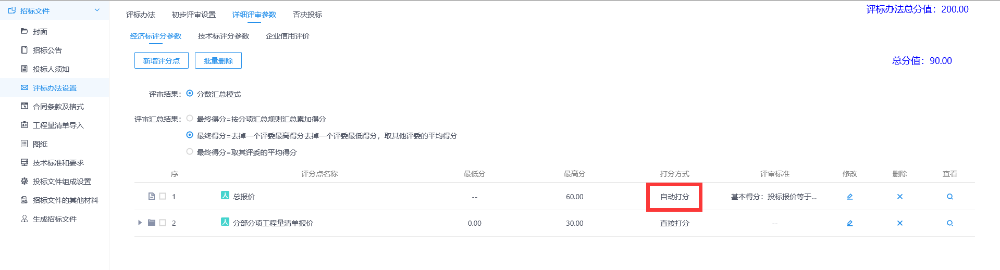 招标文件
封面
招标公告
投标人须知
评标办法设置
合同条款及格式
工程量清单导入
图纸
技术标准和要求
投标文件组成设置
招标文件的其他材料
生成招标文件
评标办法 初步评审设置 详细评审参数 否决投标
评标办法总分值：200.00
经济标评分参数 技术标评分参数 企业信用评价
新增评分点 批量删除
总分值：90.00
评审结果： 分数汇总模式
评审汇总结果： 最终得分=按分项汇总规则汇总累加得分
最终得分=去掉一个评委最高得分去掉一个评委最低得分，取其他评委的平均得分
最终得分=取其评委的平均得分
序 评分点名称 最低分 最高分 打分方式 评审标准 修改 删除 查看
1 人 总报价 -- 60.00 自动打分 基本得分：投标报价等于...
2 人 分部分项工程量清单报价 0.00 30.00 直接打分 --